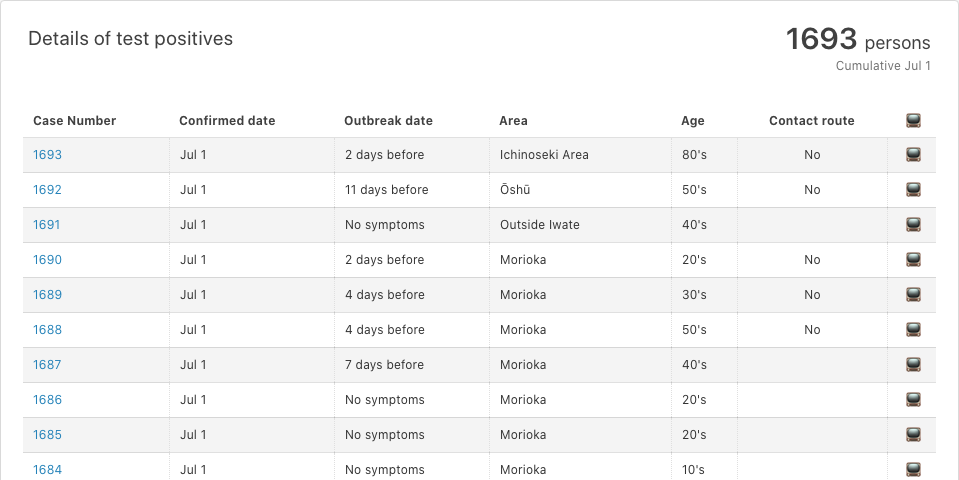 Details of test positives
1693 persons
Cumulative Jul 1
Case Number Confirmed date Outbreak date Area Age Contact route
1693 Jul 1 2 days before Ichinoseki Area 80's No
1692 Jul 1 11 days before Ōshū 50's No
1691 Jul 1 No symptoms Outside Iwate 40's
1690 Jul 1 2 days before Morioka 20's No
1689 Jul 1 4 days before Morioka 30's No
1688 Jul 1 4 days before Morioka 50's No
1687 Jul 1 7 days before Morioka 40's
1686 Jul 1 No symptoms Morioka 20's
1685 Jul 1 No symptoms Morioka 20's
1684 Jul 1 No symptoms Morioka 10's